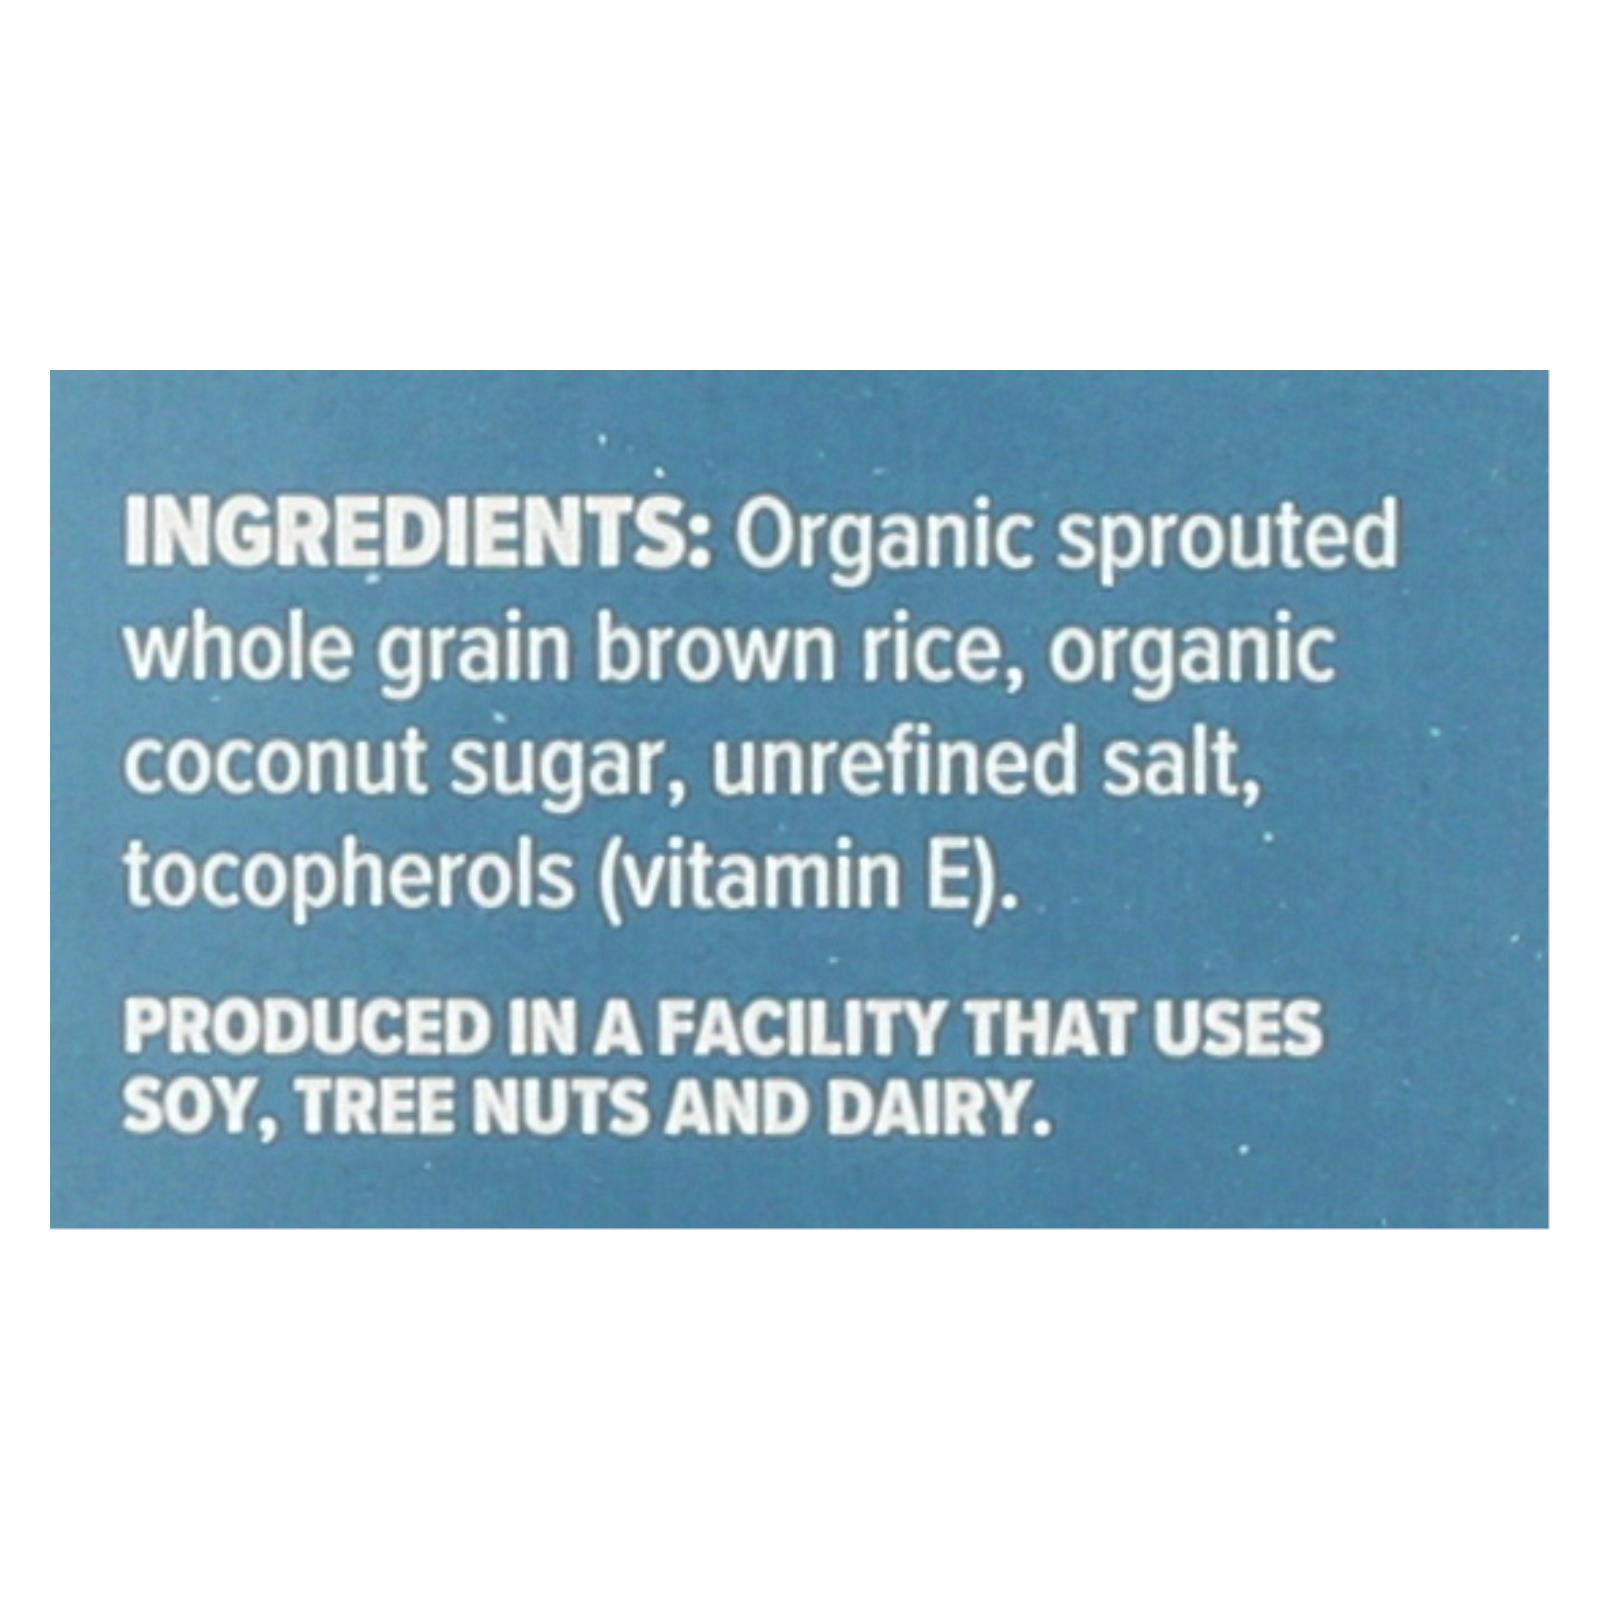 INGREDIENTS: Organic sprouted
whole grain brown rice, organic
coconut sugar, unrefined salt,
tocopherols (vitamin E).
PRODUCED IN A FACILITY THAT USES
SOY, TREE NUTS AND DAIRY.